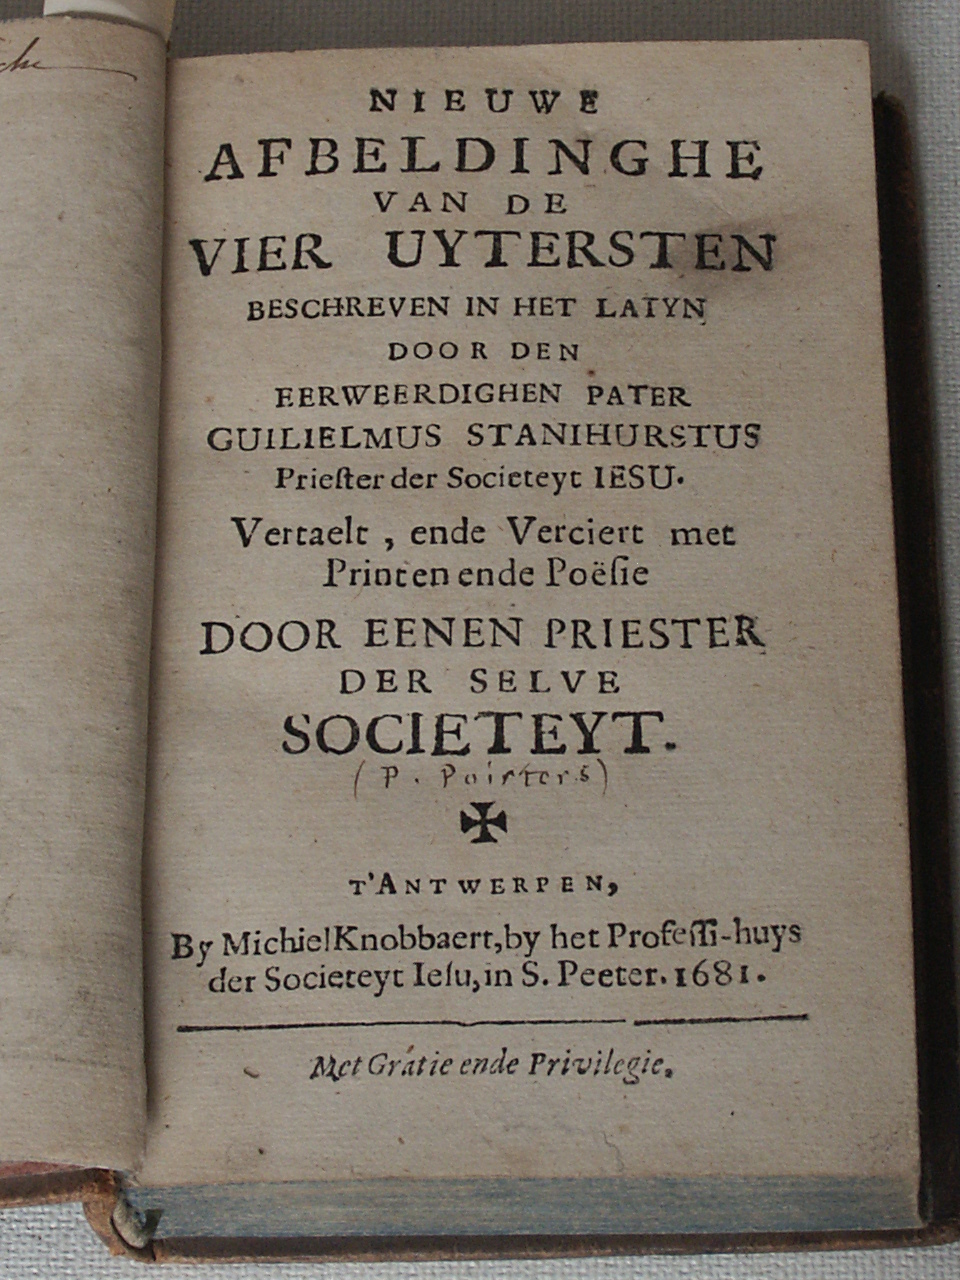 NIEUWE
AFBELDINGHE
VAN DE
VIER UYTERSTEN
BESCHREVEN IN HET LATYN
DOOR DEN
EERWEERDIGHEN PATER
GUILIELMUS STANIHURSTUS
Priester der Societeyt IESU.
Vertaelt, ende Verciert met
Printen ende Poësie
DOOR EENEN PRIESTER
DER SELVE
SOCIETEYT.
(P. Poirters)
✠
T'ANTWERPEN,
By Michiel Knobbaert, by het Professi-huys
der Societeyt Iesu, in S. Peeter. 1681.
Met Gratie ende Privilegie.